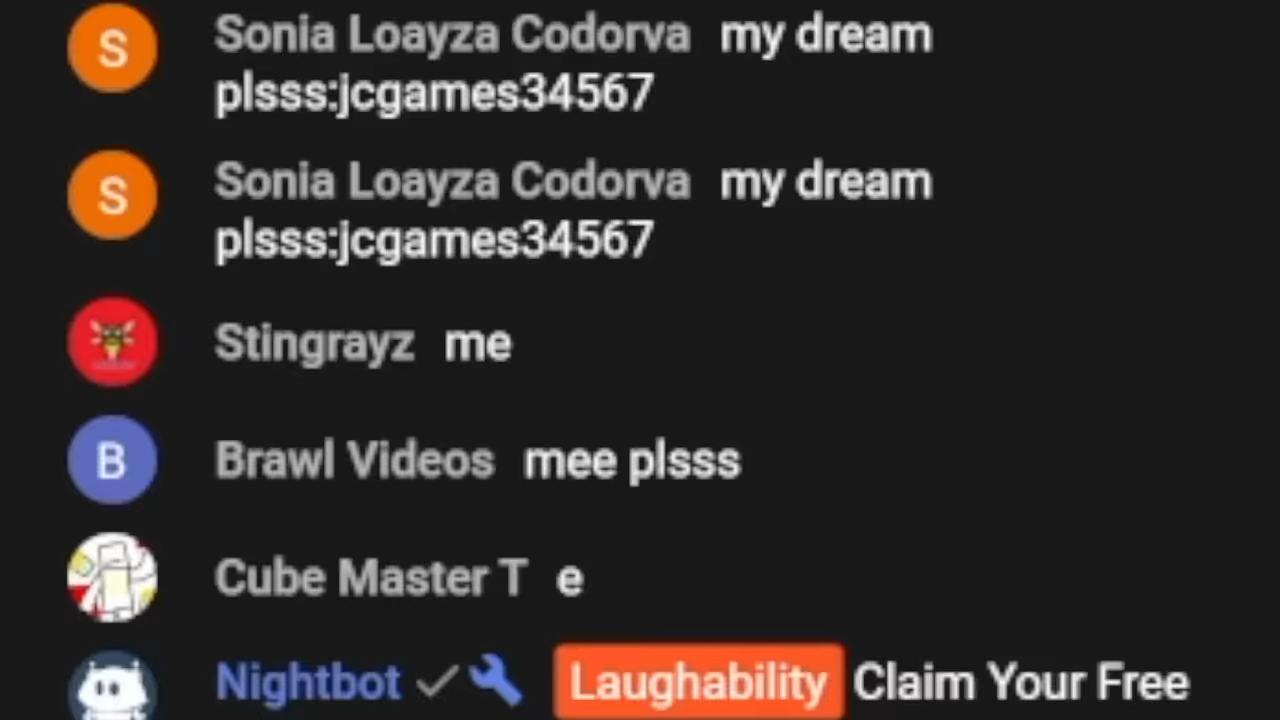 S Sonia Loayza Codorva my dream
plsss:jcgames34567
S Sonia Loayza Codorva my dream
plsss:jcgames34567
Stingrayz me
B Brawl Videos mee plsss
Cube Master T e
Nightbot Laughability Claim Your Free